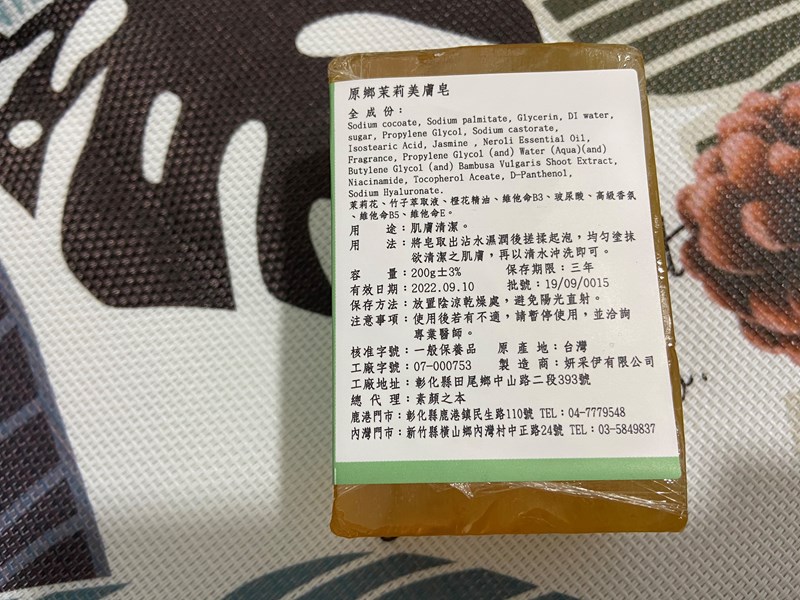 原鄉茉莉美膚皂
全成份：
Sodium cocoate, Sodium palmitate, Glycerin, DI water,
sugar, Propylene Glycol, Sodium castorate,
Isostearic Acid, Jasmine , Neroli Essential Oil,
Fragrance, Propylene Glycol (and) Water (Aqua)(and)
Butylene Glycol (and) Bambusa Vulgaris Shoot Extract,
Niacinamide, Tocopherol Aceate, D-Panthenol,
Sodium Hyaluronate.
茉莉花、竹子萃取液、橙花精油、維他命B3、玻尿酸、高級香氛
、維他命B5、維他命E。
用 途：肌膚清潔。
用 法：將皂取出沾水濕潤後搓揉起泡，均勻塗抹
欲清潔之肌膚，再以清水沖洗即可。
容 量：200g±3% 保存期限：三年
有效日期：2022.09.10 批號：19/09/0015
保存方法：放置陰涼乾燥處，避免陽光直射。
注意事項：使用後若有不適，請暫停使用，並洽詢
專業醫師。
核准字號：一般保養品 原 產 地：台灣
工廠字號：07-000753 製 造 商：妍采伊有限公司
工廠地址：彰化縣田尾鄉中山路二段393號
總 代 理：素顏之本
鹿港門市：彰化縣鹿港鎮民生路110號 TEL：04-7779548
內灣門市：新竹縣橫山鄉內灣村中正路24號 TEL：03-5849837